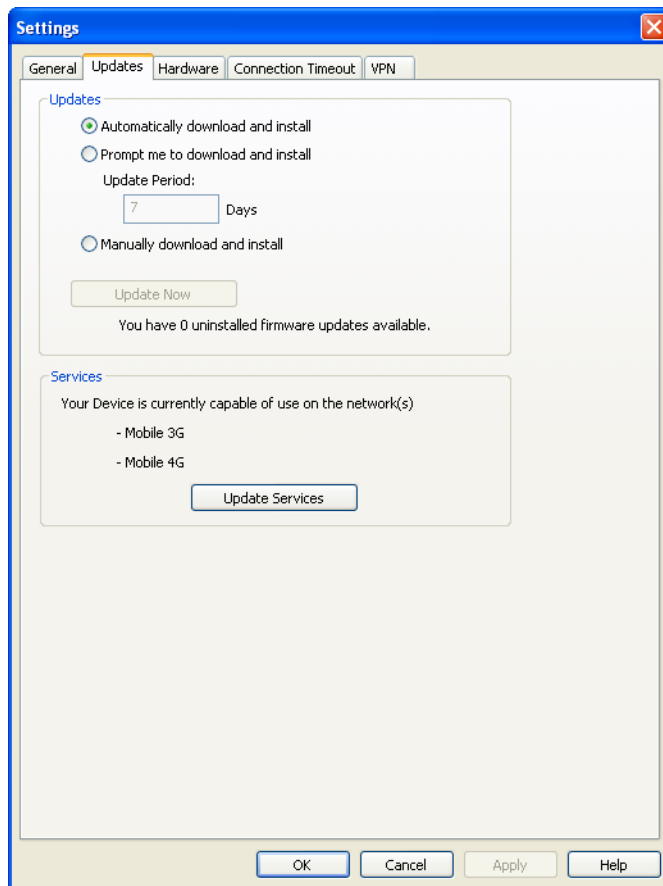 Settings
General Updates Hardware Connection Timeout VPN
Updates
Automatically download and install
Prompt me to download and install
Update Period:
7 Days
Manually download and install
Update Now
You have 0 uninstalled firmware updates available.
Services
Your Device is currently capable of use on the network(s)
- Mobile 3G
- Mobile 4G
Update Services
OK Cancel Apply Help